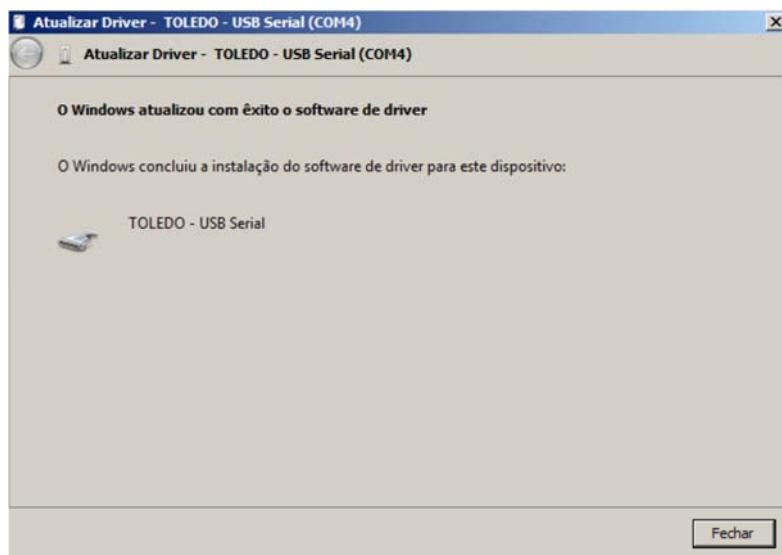 Atualizar Driver - TOLEDO - USB Serial (COM4)
Atualizar Driver - TOLEDO - USB Serial (COM4)
O Windows atualizou com êxito o software de driver
O Windows concluiu a instalação do software de driver para este dispositivo:
TOLEDO - USB Serial
Fechar